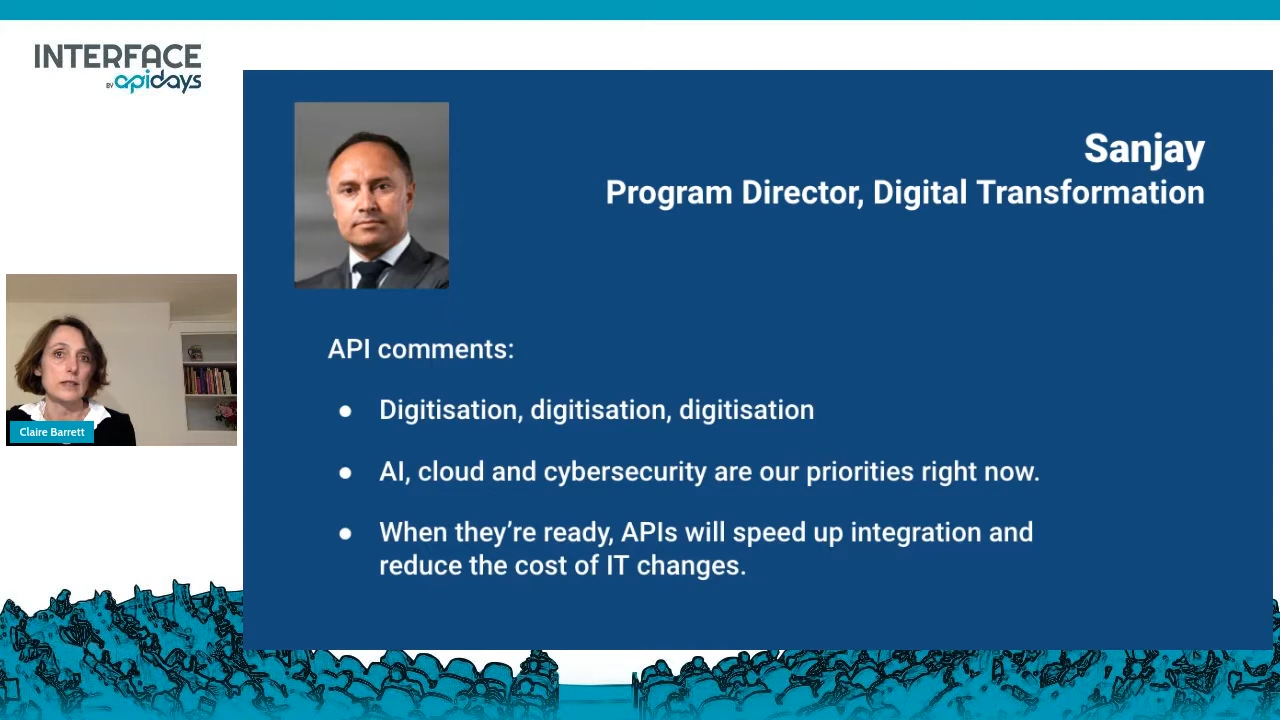 INTERFACE
BY apidays
Sanjay
Program Director, Digital Transformation
Claire Barrett
API comments:
● Digitisation, digitisation, digitisation
● AI, cloud and cybersecurity are our priorities right now.
● When they’re ready, APIs will speed up integration and
reduce the cost of IT changes.